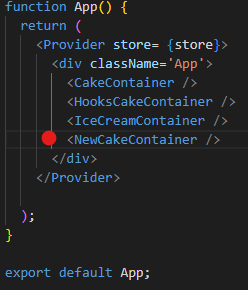 function App() {
return (
<Provider store= {store}>
<div className='App'>
<CakeContainer />
<HooksCakeContainer />
<IceCreamContainer />
<NewCakeContainer />
</div>
</Provider>
);
}
export default App;